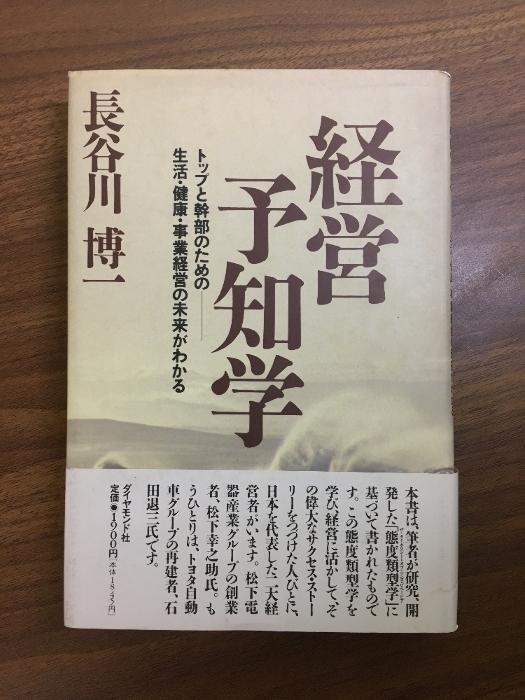 経営
予知学
トップと幹部のための――
生活・健康・事業経営の未来がわかる
長谷川 博一
本書は、筆者が研究、開
発した「態度類型学」に
基づいて書かれたもので
す。この態度類型学を
学び、経営に活かして、そ
の偉大なサクセス・ストー
リーをつづけた人びとに、
日本を代表した二大経
営者がいます。松下電
器産業グループの創業
者、松下幸之助氏。も
うひとりは、トヨタ自動
車グループの再建者、石
田退三氏です。
ダイヤモンド社
定価●1900円(本体1845円)